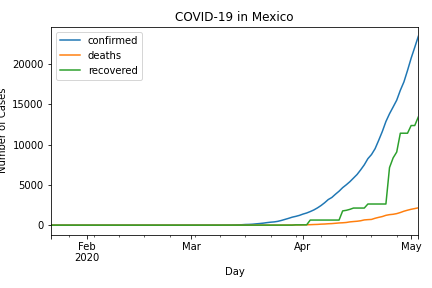 COVID-19 in Mexico
confirmed
deaths
recovered
Number of Cases
20000
15000
10000
5000
0
Feb
2020
Mar
Apr
May
Day